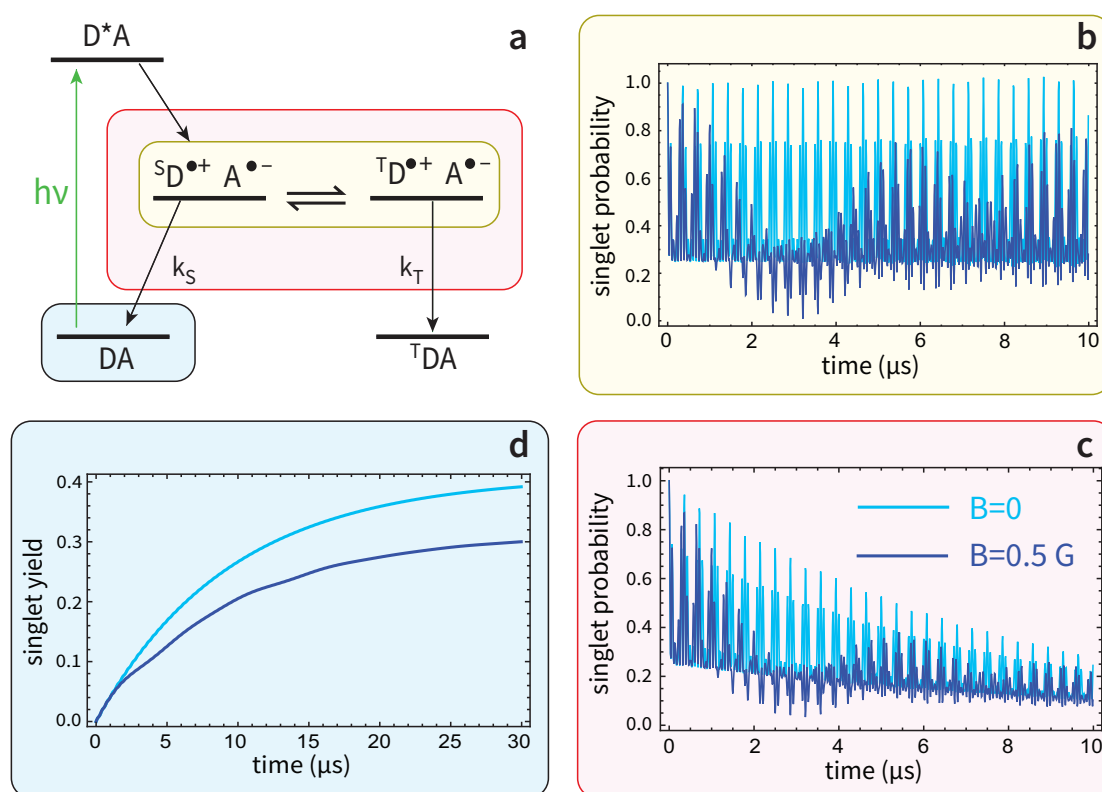 a
D*A
hν
ˢD•⁺ A•⁻
ᵀD•⁺ A•⁻
k_S
k_T
DA
ᵀDA
b
singlet probability
1.0
0.8
0.6
0.4
0.2
0.0
0 2 4 6 8 10
time (μs)
d
singlet yield
0.4
0.3
0.2
0.1
0.0
0 5 10 15 20 25 30
time (μs)
c
singlet probability
1.0
0.8
0.6
0.4
0.2
0.0
B=0
B=0.5 G
0 2 4 6 8 10
time (μs)